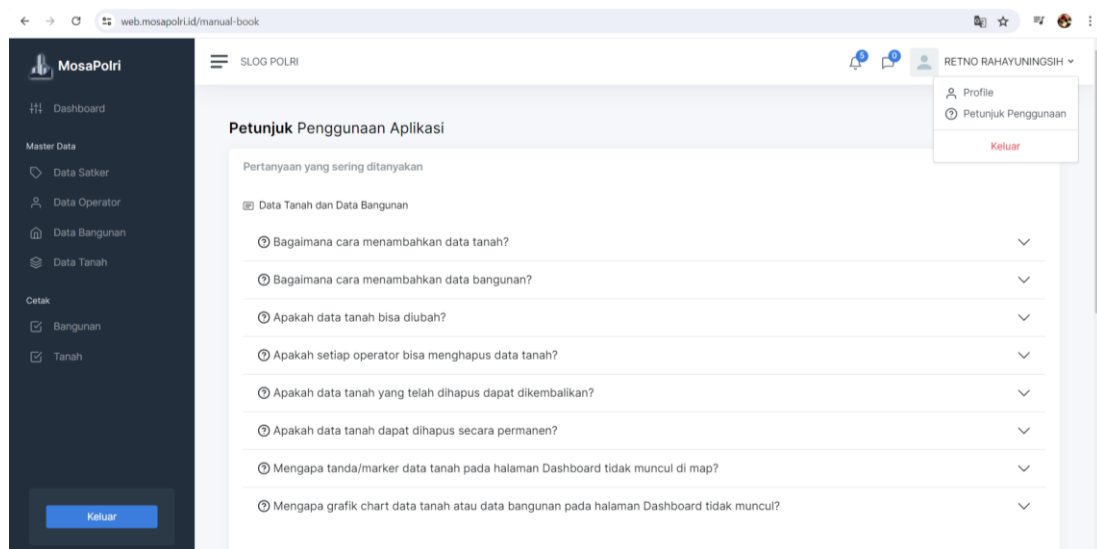 web.mosapolri.id/manual-book
MosaPolri
SLOG POLRI
5
0
RETNO RAHAYUNINGSIH
Profile
Petunjuk Penggunaan
Keluar
Dashboard
Master Data
Data Satker
Data Operator
Data Bangunan
Data Tanah
Cetak
Bangunan
Tanah
Keluar
Petunjuk Penggunaan Aplikasi
Pertanyaan yang sering ditanyakan
Data Tanah dan Data Bangunan
Bagaimana cara menambahkan data tanah?
Bagaimana cara menambahkan data bangunan?
Apakah data tanah bisa diubah?
Apakah setiap operator bisa menghapus data tanah?
Apakah data tanah yang telah dihapus dapat dikembalikan?
Apakah data tanah dapat dihapus secara permanen?
Mengapa tanda/marker data tanah pada halaman Dashboard tidak muncul di map?
Mengapa grafik chart data tanah atau data bangunan pada halaman Dashboard tidak muncul?